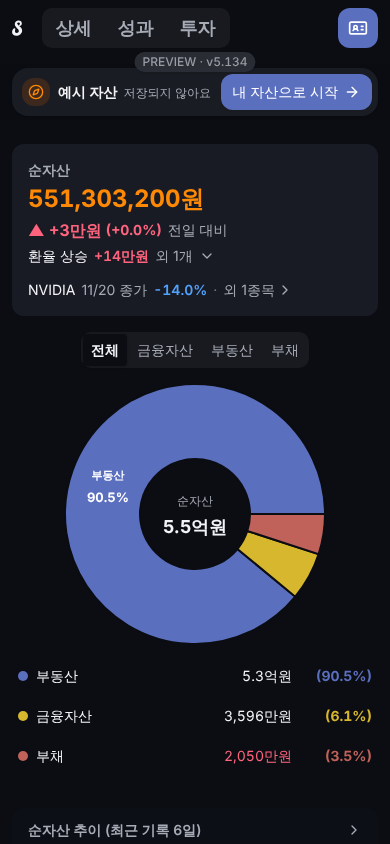 상세 성과 투자
PREVIEW · v5.134
예시 자산 저장되지 않아요 내 자산으로 시작 →
순자산
551,303,200원
▲ +3만원 (+0.0%) 전일 대비
환율 상승 +14만원 외 1개
NVIDIA 11/20 종가 -14.0% · 외 1종목
전체 금융자산 부동산 부채
부동산
90.5%
순자산
5.5억원
부동산 5.3억원 (90.5%)
금융자산 3,596만원 (6.1%)
부채 2,050만원 (3.5%)
순자산 추이 (최근 기록 6일)